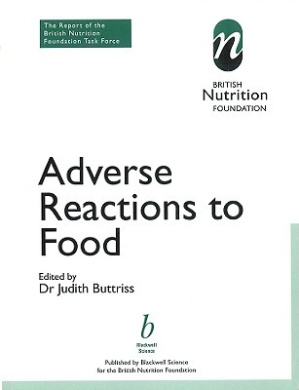 The Report of the
British Nutrition
Foundation Task Force
n
BRITISH
Nutrition
FOUNDATION
Adverse
Reactions to
Food
Edited by
Dr Judith Buttriss
b
Blackwell
Science
Published by Blackwell Science
for the British Nutrition Foundation